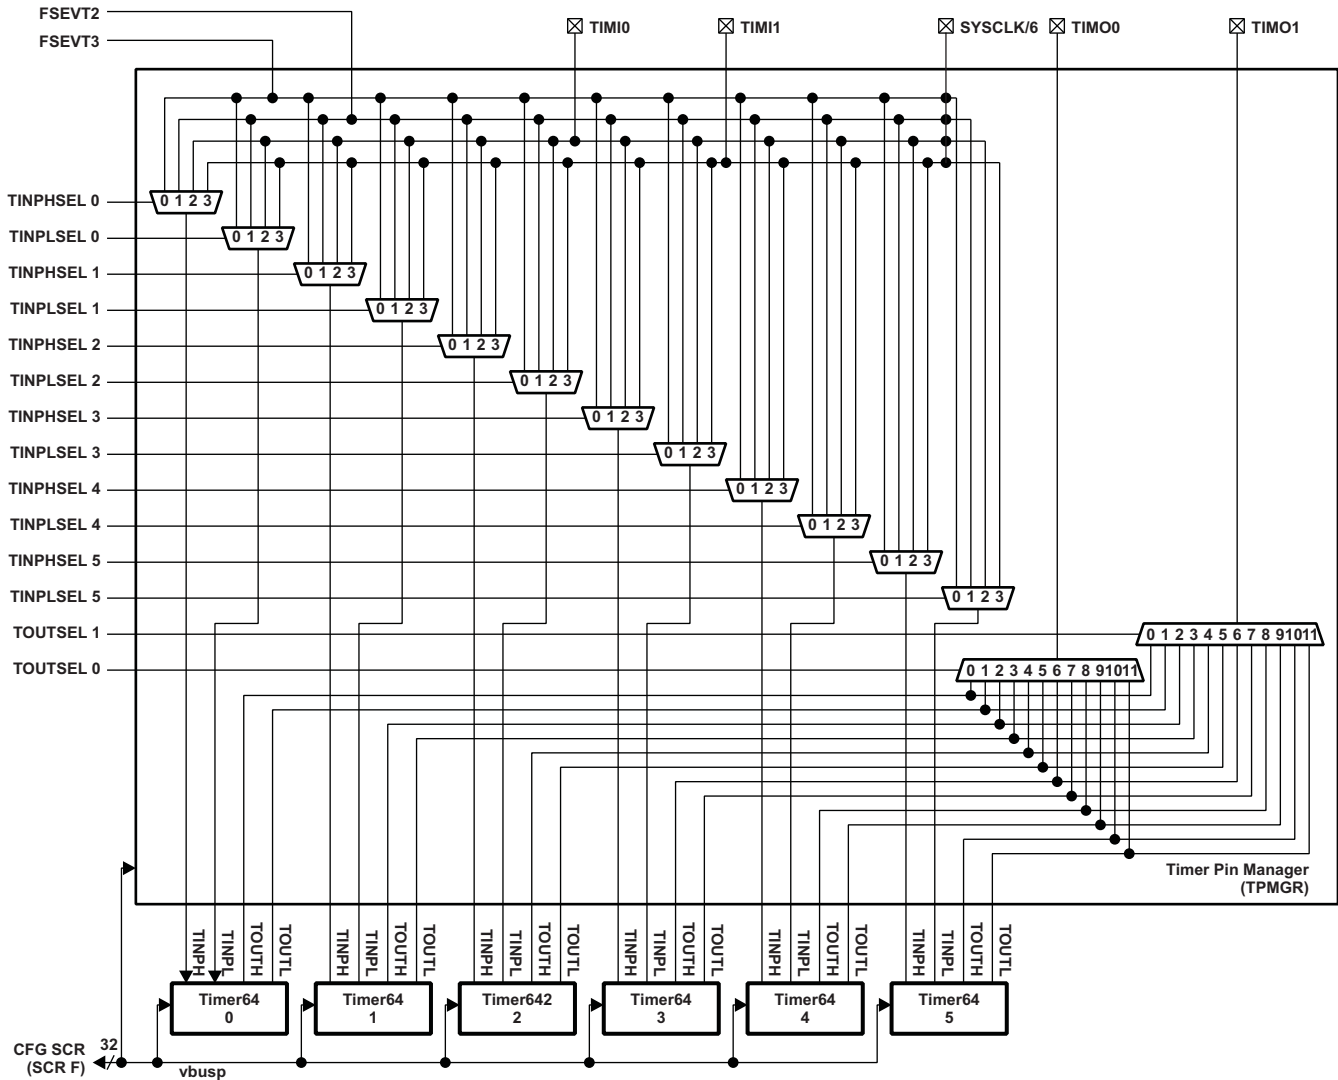 FSEVT2
FSEVT3
TIMI0
TIMI1
SYSCLK/6
TIMO0
TIMO1
TINPHSEL 0
0 1 2 3
TINPLSEL 0
0 1 2 3
TINPHSEL 1
0 1 2 3
TINPLSEL 1
0 1 2 3
TINPHSEL 2
0 1 2 3
TINPLSEL 2
0 1 2 3
TINPHSEL 3
0 1 2 3
TINPLSEL 3
0 1 2 3
TINPHSEL 4
0 1 2 3
TINPLSEL 4
0 1 2 3
TINPHSEL 5
0 1 2 3
TINPLSEL 5
0 1 2 3
TOUTSEL 1
0 1 2 3 4 5 6 7 8 9 10 11
TOUTSEL 0
0 1 2 3 4 5 6 7 8 9 10 11
Timer Pin Manager
(TPMGR)
TINPH
TINPL
TOUTH
TOUTL
TINPH
TINPL
TOUTH
TOUTL
TINPH
TINPL
TOUTH
TOUTL
TINPH
TINPL
TOUTH
TOUTL
TINPH
TINPL
TOUTH
TOUTL
TINPH
TINPL
TOUTH
TOUTL
Timer64
0
Timer64
1
Timer642
2
Timer64
3
Timer64
4
Timer64
5
CFG SCR
(SCR F)
32
vbusp